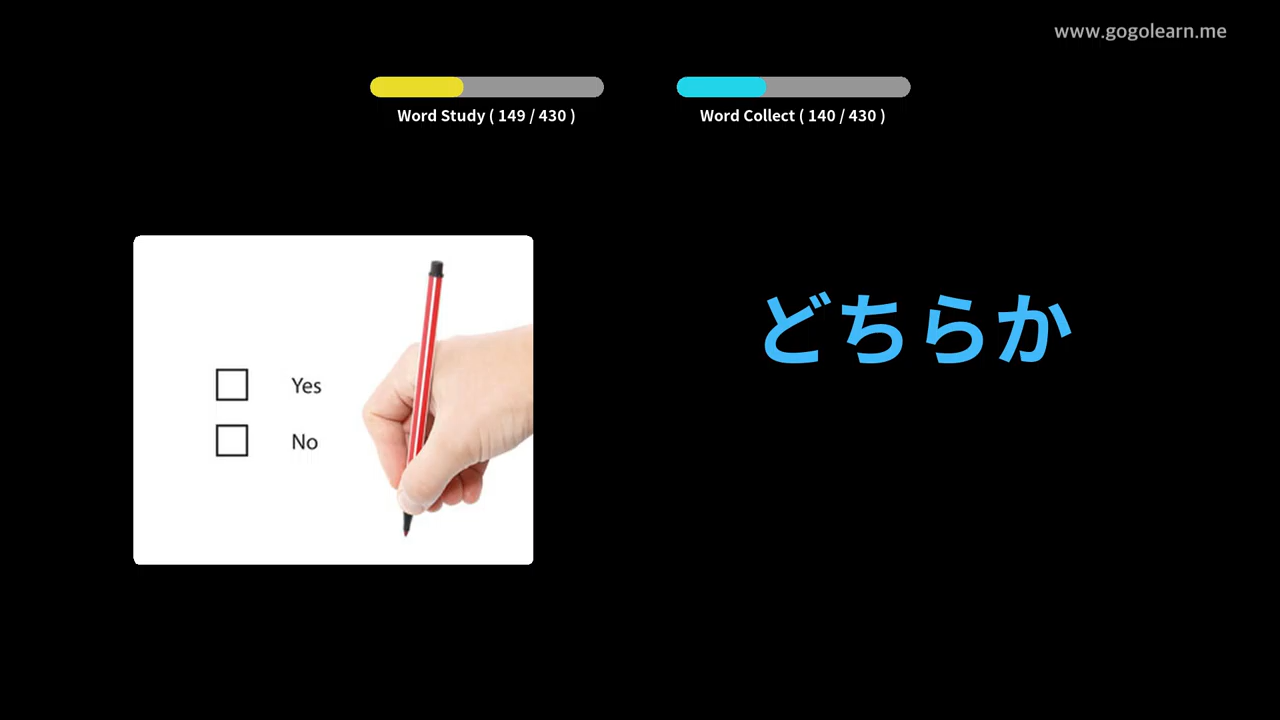 www.gogolearn.me
Word Study ( 149 / 430 )
Word Collect ( 140 / 430 )
Yes
No
どちらか